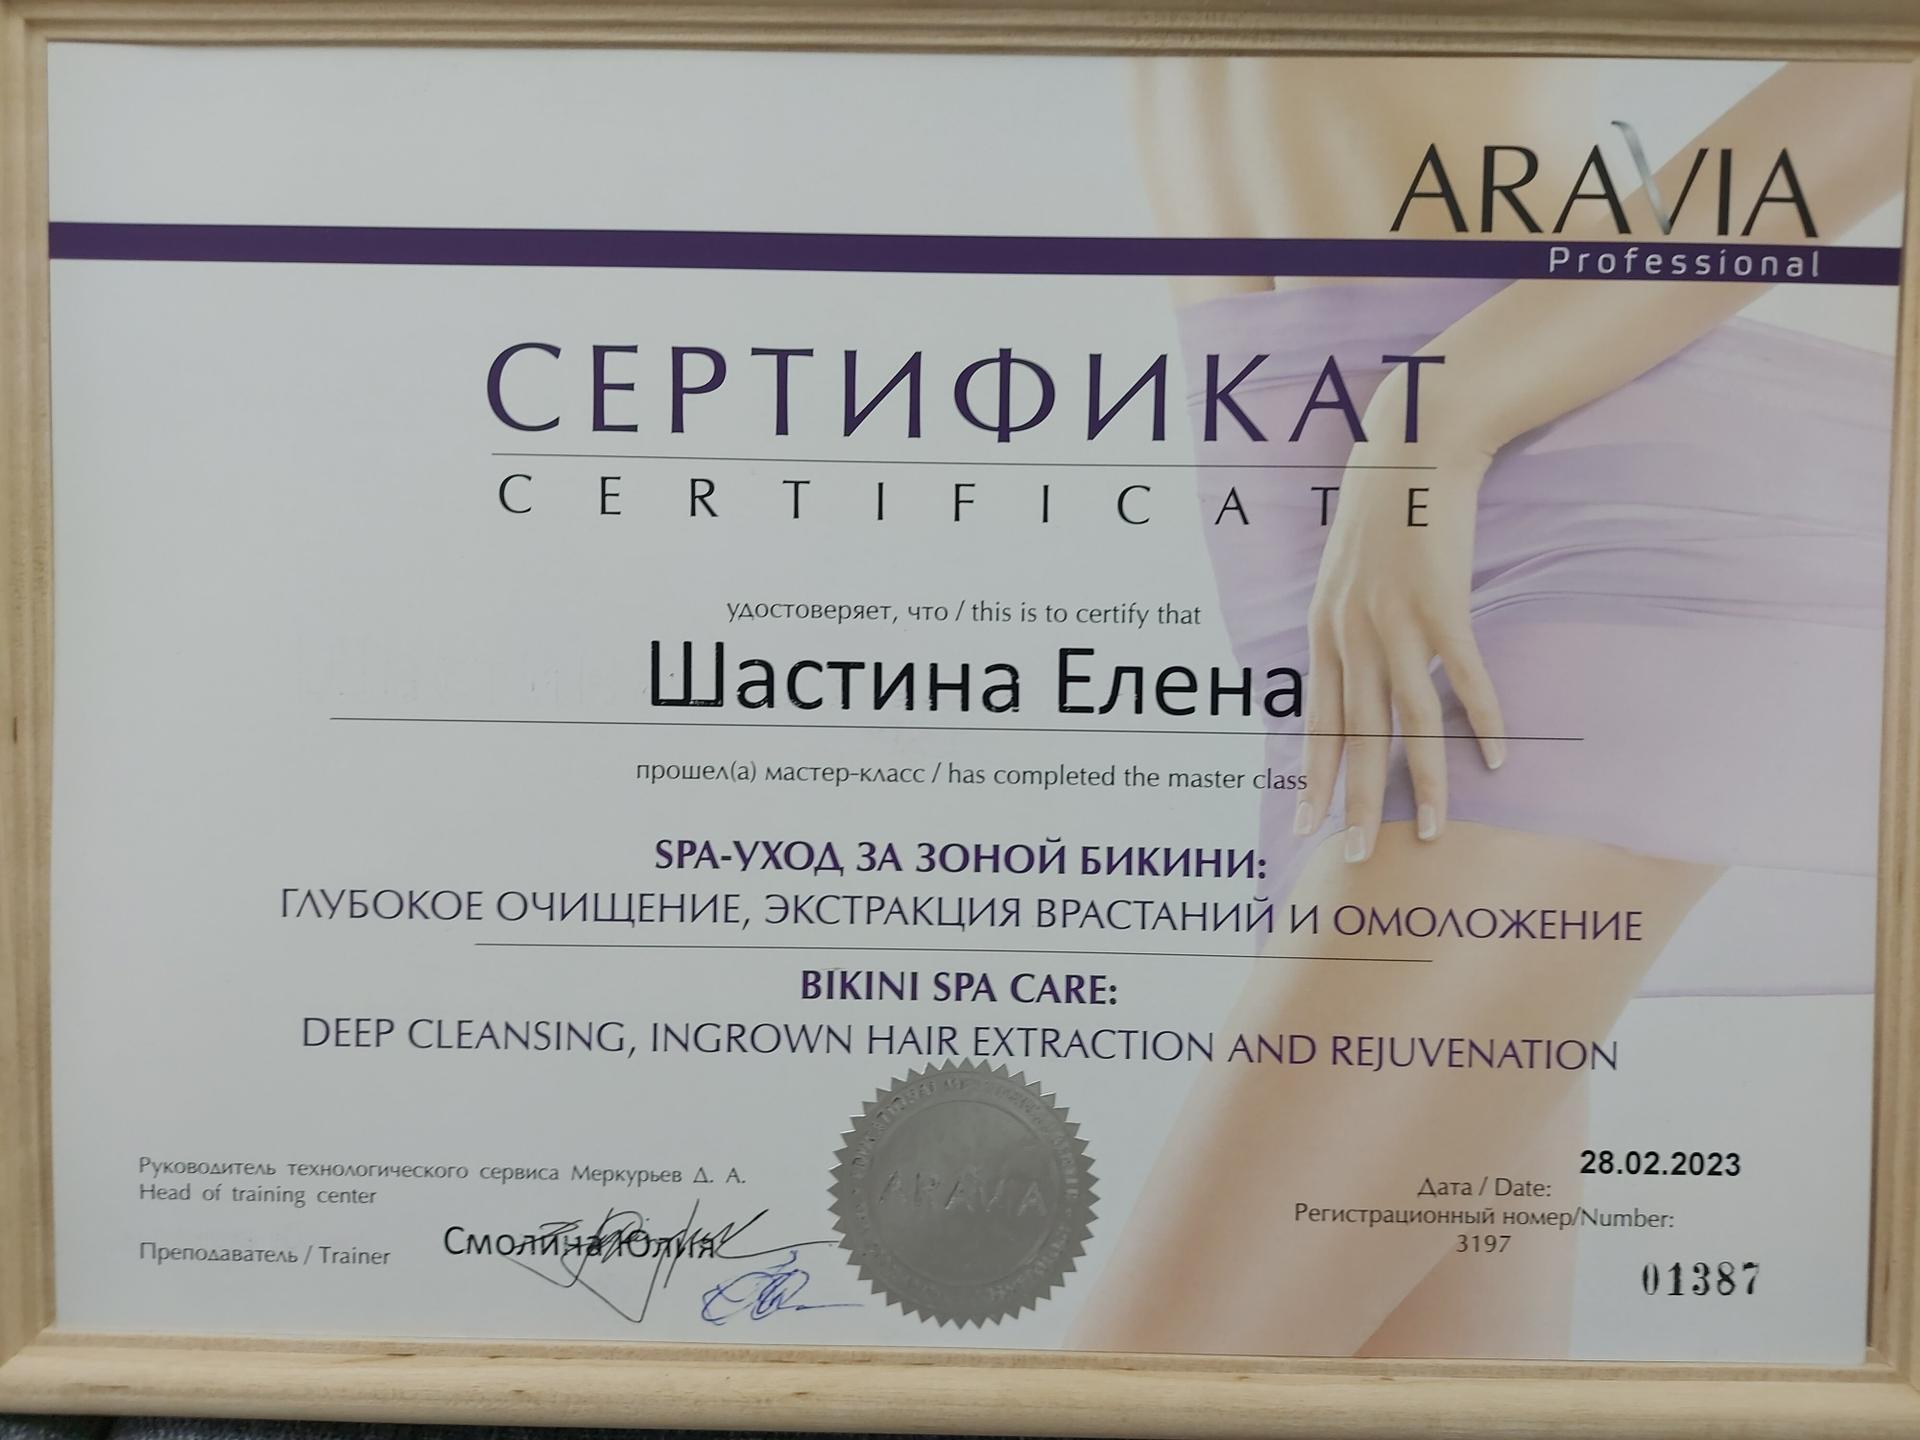 ARAVIA
Professional
СЕРТИФИКАТ
CERTIFICATE
удостоверяет, что / this is to certify that
Шастина Елена
прошел(а) мастер-класс / has completed the master class
SPA-УХОД ЗА ЗОНОЙ БИКИНИ:
ГЛУБОКОЕ ОЧИЩЕНИЕ, ЭКСТРАКЦИЯ ВРАСТАНИЙ И ОМОЛОЖЕНИЕ
BIKINI SPA CARE:
DEEP CLEANSING, INGROWN HAIR EXTRACTION AND REJUVENATION
Руководитель технологического сервиса Меркурьев Д. А.
Head of training center
Преподаватель / Trainer Смолина Юлия
ARAVIA
28.02.2023
Дата / Date:
Регистрационный номер/Number:
3197
01387